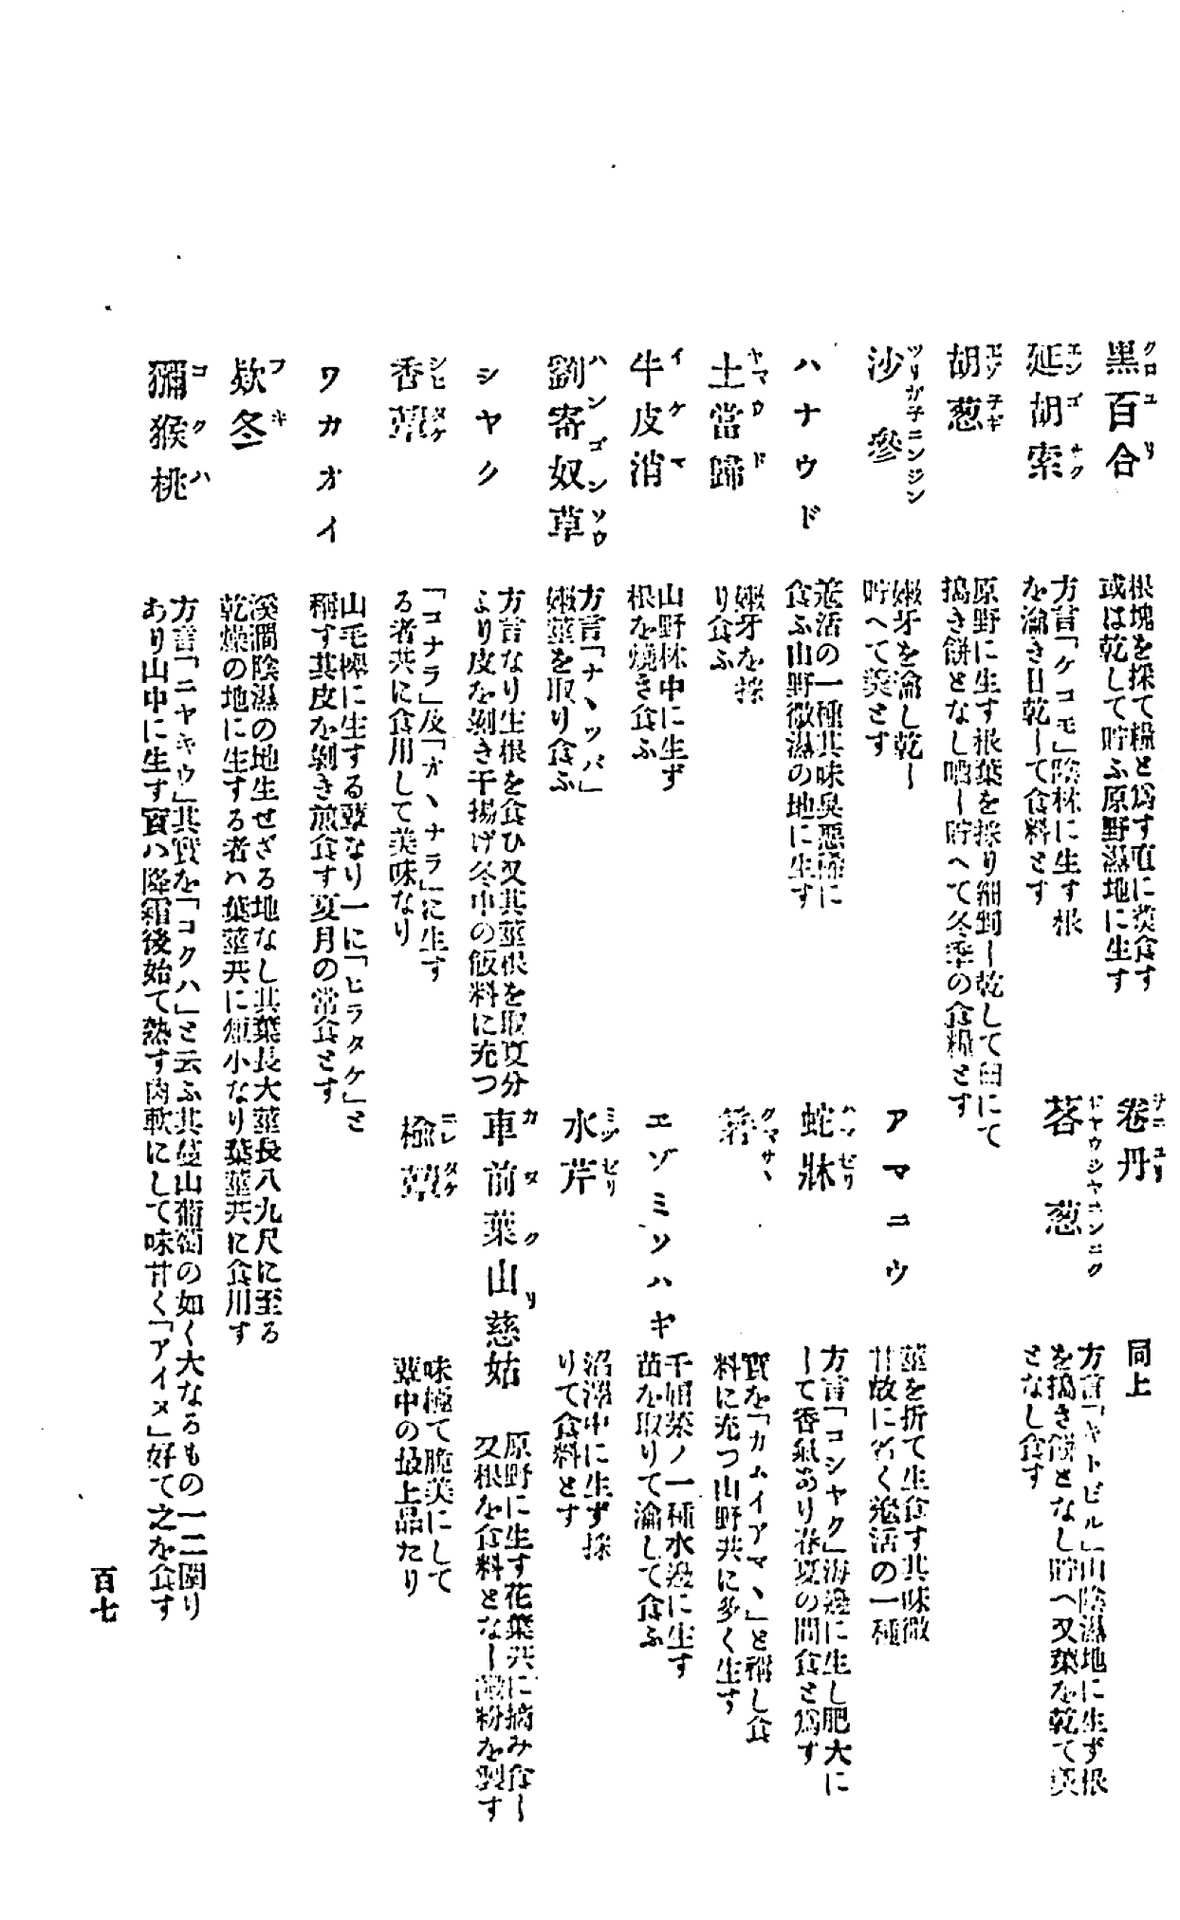 黑百合 クロユリ
根塊を採て糧と爲す直に煑食す
或は乾して貯ふ原野濕地に生す
卷丹 ヲニユリ
同上
延胡索 エンゴサク
方言「ケコモ」陰林に生す根
を瀹き日乾して食料とす
茖葱 ギヤウジヤニンニク
方言「キトビル」山陰濕地に生ず根
を搗き餅となし貯へ又葉を乾て羮
となし食す
胡葱 エゾ子ギ
原野に生す根葉を採り細剉し乾して臼にて
搗き餅となし晒し貯へて冬季の食糧とす
沙參 ツリガ子ニンジン
嫩牙を瀹し乾し
貯へて羮とす
アマニウ
莖を折て生食す其味微
甘故に名く羗活の一種
ハナウド
羗活の一種其味臭惡稀に
食ふ山野微濕の地に生す
蛇牀 ハマゼリ
方言「コシヤク」海邊に生し肥大に
して香氣あり春夏の間食と爲す
土當歸 ヤマウド
嫩牙を採
り食ふ
箬 クマサヽ
實を「カムイアマヽ」と稱し食
料に充つ山野共に多く生す
牛皮消 イケマ
山野林中に生ず
根を燒き食ふ
エゾミソハギ
千屈菜ノ一種水邊に生す
苗を取りて瀹して食ふ
劉寄奴草 ハンゴンソウ
方言「ナヽツバ」
嫩莖を取り食ふ
水芹 ミヅゼリ
沼澤中に生ず採
りて食料とす
シヤク
方言なり生根を食ひ又其莖根を取夏分
より皮を剝き干揚げ冬中の飯料に充つ
車前葉山慈姑 カタクリ
原野に生す花葉共に摘み食し
又根を食料となし澱粉を製す
香蕈 シヒタケ
「コナラ」及「オヽナラ」に生す
る者共に食用して美味なり
楡蕈 ニレタケ
味極て脆美にして
蕈中の最上品たり
ワカオイ
山毛欅に生する蕈なり一に「ヒラタケ」と
稱す其皮を剝き煎食す夏月の常食とす
欵冬 フキ
溪澗陰濕の地生せざる地なし其葉長大莖長八九尺に至る
乾燥の地に生する者ハ葉莖共に短小なり葉莖共に食用す
獼猴桃 コクハ
方言「ニヤキウ」其實を「コクハ」と云ふ其蔓山葡萄の如く大なるもの一二圍り
あり山中に生す實ハ降霜後始て熟す肉軟にして味甘く「アイヌ」好て之を食す
百七